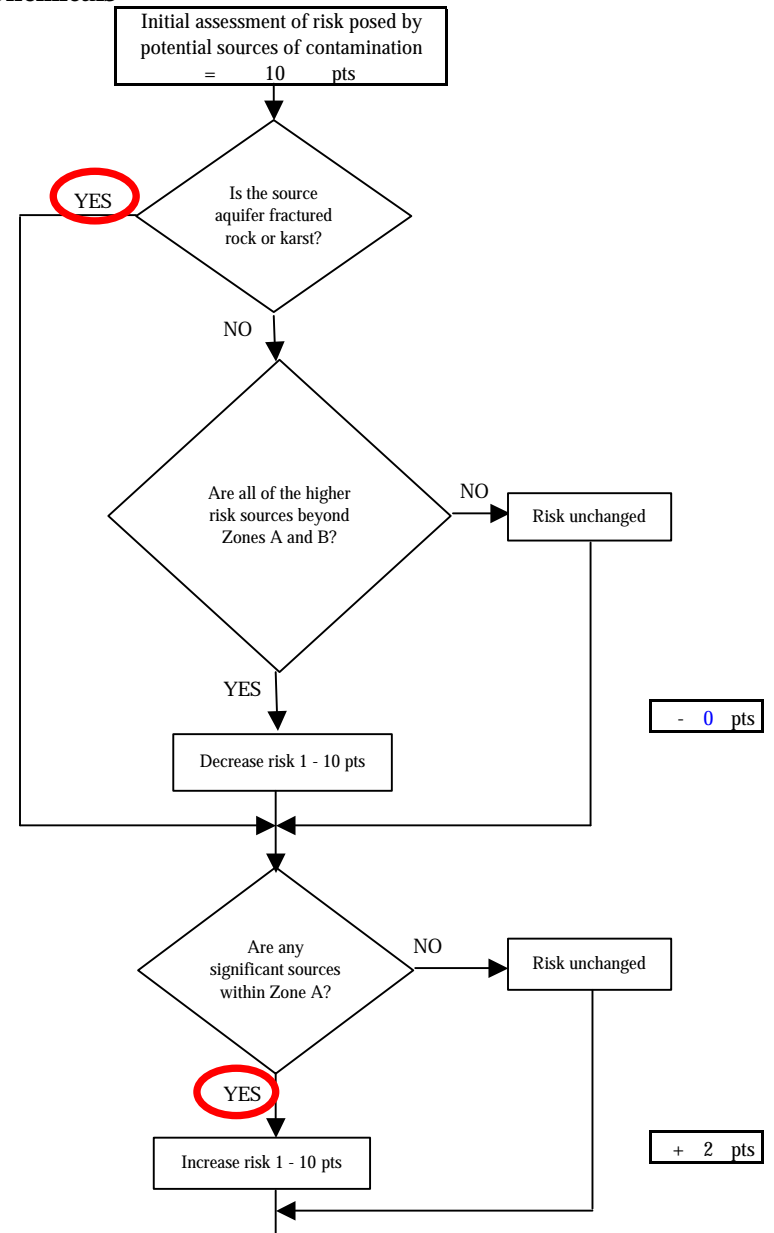 Initial assessment of risk posed by
potential sources of contamination
= 10 pts
YES
Is the source
aquifer fractured
rock or karst?
NO
Are all of the higher
risk sources beyond
Zones A and B?
NO
Risk unchanged
YES
- 0 pts
Decrease risk 1 - 10 pts
Are any
significant sources
within Zone A?
NO
Risk unchanged
YES
+ 2 pts
Increase risk 1 - 10 pts